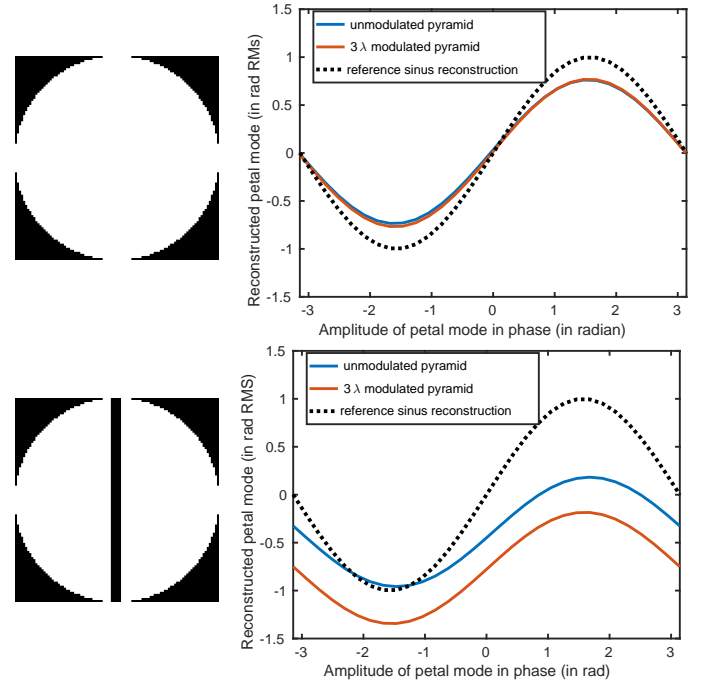 1.5
1
0.5
0
-0.5
-1
-1.5
Reconstructed petal mode (in rad RMs)
unmodulated pyramid
3 λ modulated pyramid
reference sinus reconstruction
-3
-2
-1
0
1
2
3
Amplitude of petal mode in phase (in radian)
1.5
1
0.5
0
-0.5
-1
-1.5
Reconstructed petal mode (in rad RMS)
unmodulated pyramid
3 λ modulated pyramid
reference sinus reconstruction
-3
-2
-1
0
1
2
3
Amplitude of petal mode in phase (in rad)